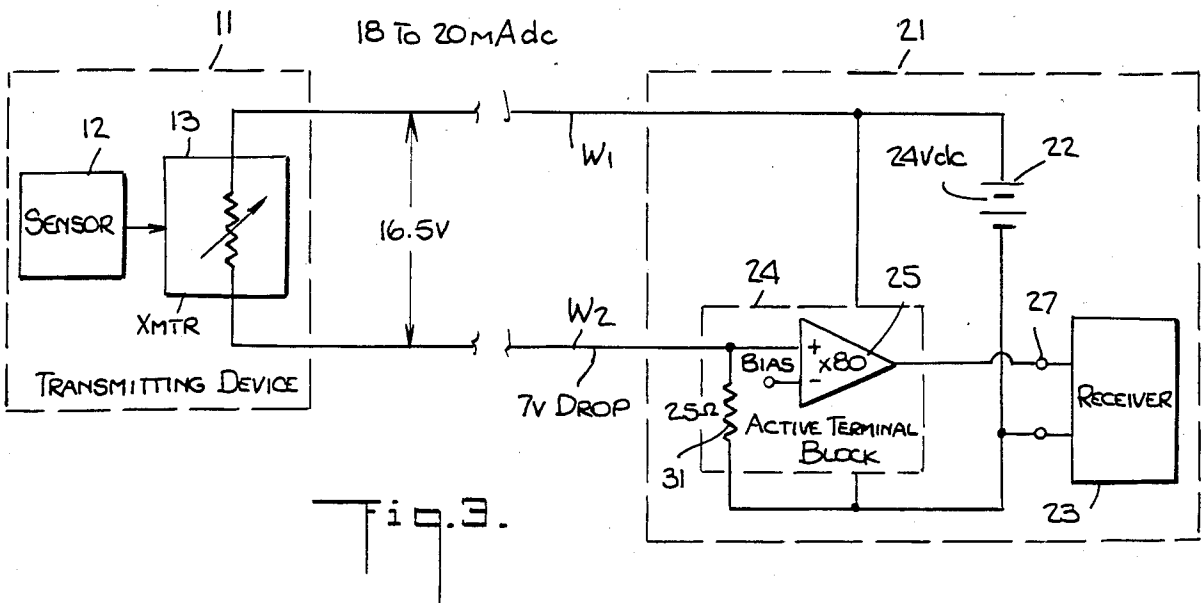 18 To 20mAdc
11
21
12
13
SENSOR
XMTR
TRANSMITTING DEVICE
16.5V
W1
W2
7V DROP
24Vdc
22
24
25
27
BIAS
+
x80
-
25Ω
31
ACTIVE TERMINAL
BLOCK
RECEIVER
23
Fig.3.